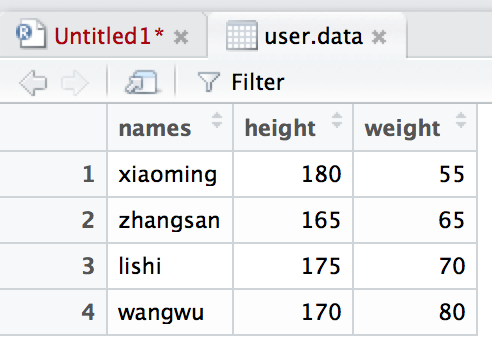 Untitled1* user.data
Filter
names height weight
1 xiaoming 180 55
2 zhangsan 165 65
3 lishi 175 70
4 wangwu 170 80